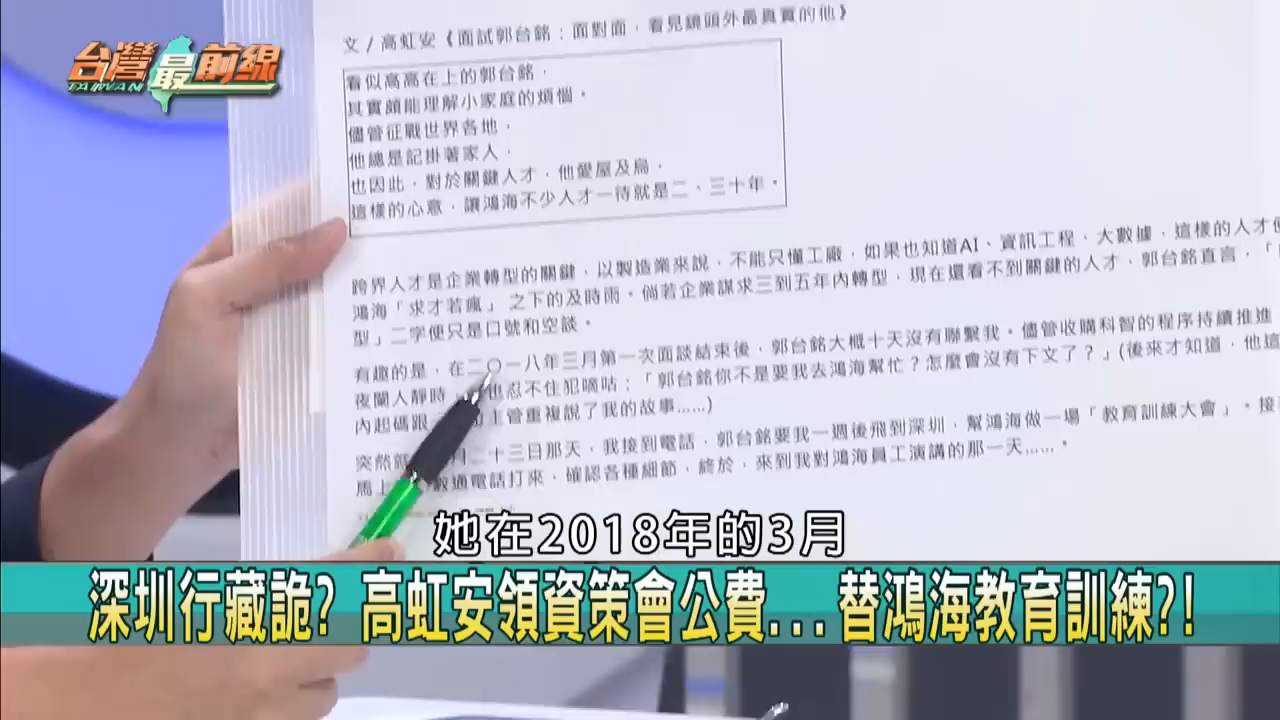 台灣最前線
TAIWAN
文/高虹安《面試郭台銘:面對面,看見鏡頭外最真實的他》
看似高高在上的郭台銘,
其實頗能理解小家庭的煩惱。
儘管征戰世界各地,
他總是記掛著家人,
也因此,對於關鍵人才,他愛屋及烏,
這樣的心意,讓鴻海不少人才一待就是二、三十年。
跨界人才是企業轉型的關鍵,以製造業來說,不能只懂工廠,如果也知道AI、資訊工程、大數據,這樣的人才
鴻海「求才若瘋」之下的及時雨。倘若企業謀求三到五年內轉型,現在還看不到關鍵的人才,郭台銘直言,「
型」二字便只是口號和空談。
有趣的是,在二〇一八年三月第一次面談結束後,郭台銘大概十天沒有聯繫我。儘管收購科智的程序持續推進
夜闌人靜時 也忍不住犯嘀咕:「郭台銘你不是要我去鴻海幫忙?怎麼會沒有下文了?」(後來才知道,他這
內起碼跟 主管重複說了我的故事……)
突然 月二十三日那天,我接到電話,郭台銘要我一週後飛到深圳,幫鴻海做一場「教育訓練大會」。接
馬上 數通電話打來,確認各種細節,終於,來到我對鴻海員工演講的那一天……。
她在2018年的3月
深圳行藏詭? 高虹安領資策會公費...替鴻海教育訓練?!